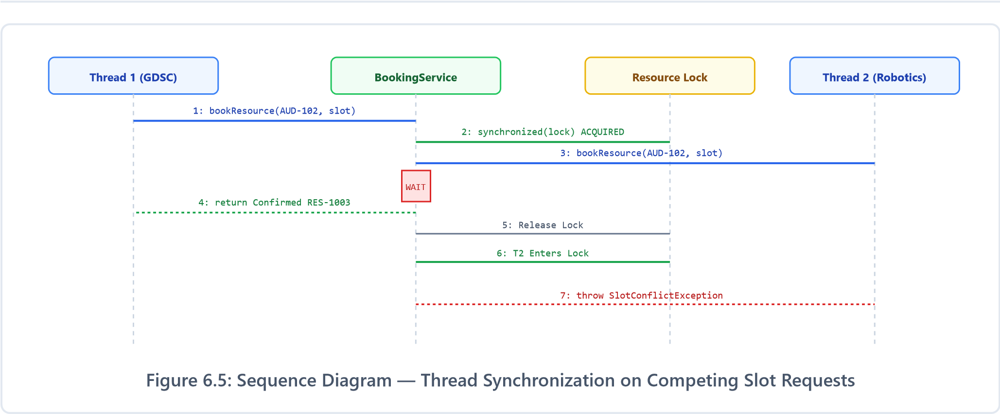 Thread 1 (GDSC)
BookingService
Resource Lock
Thread 2 (Robotics)
1: bookResource(AUD-102, slot)
2: synchronized(lock) ACQUIRED
3: bookResource(AUD-102, slot)
WAIT
4: return Confirmed RES-1003
5: Release Lock
6: T2 Enters Lock
7: throw SlotConflictException
Figure 6.5: Sequence Diagram — Thread Synchronization on Competing Slot Requests